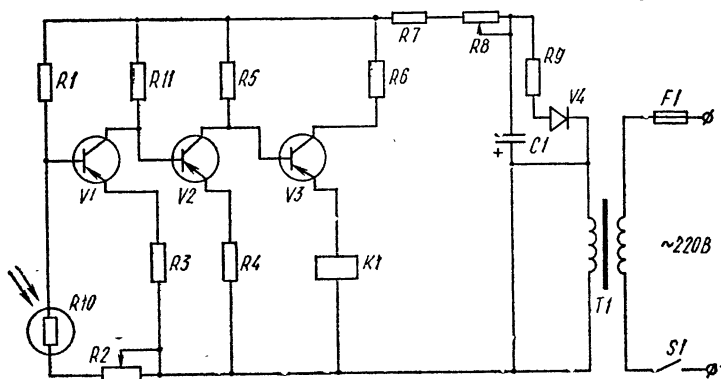 R7
R8
R9
F1
R1
R11
R5
R6
V4
+
C1
V1
V2
V3
~220В
R3
R4
K1
T1
R10
R2
S1